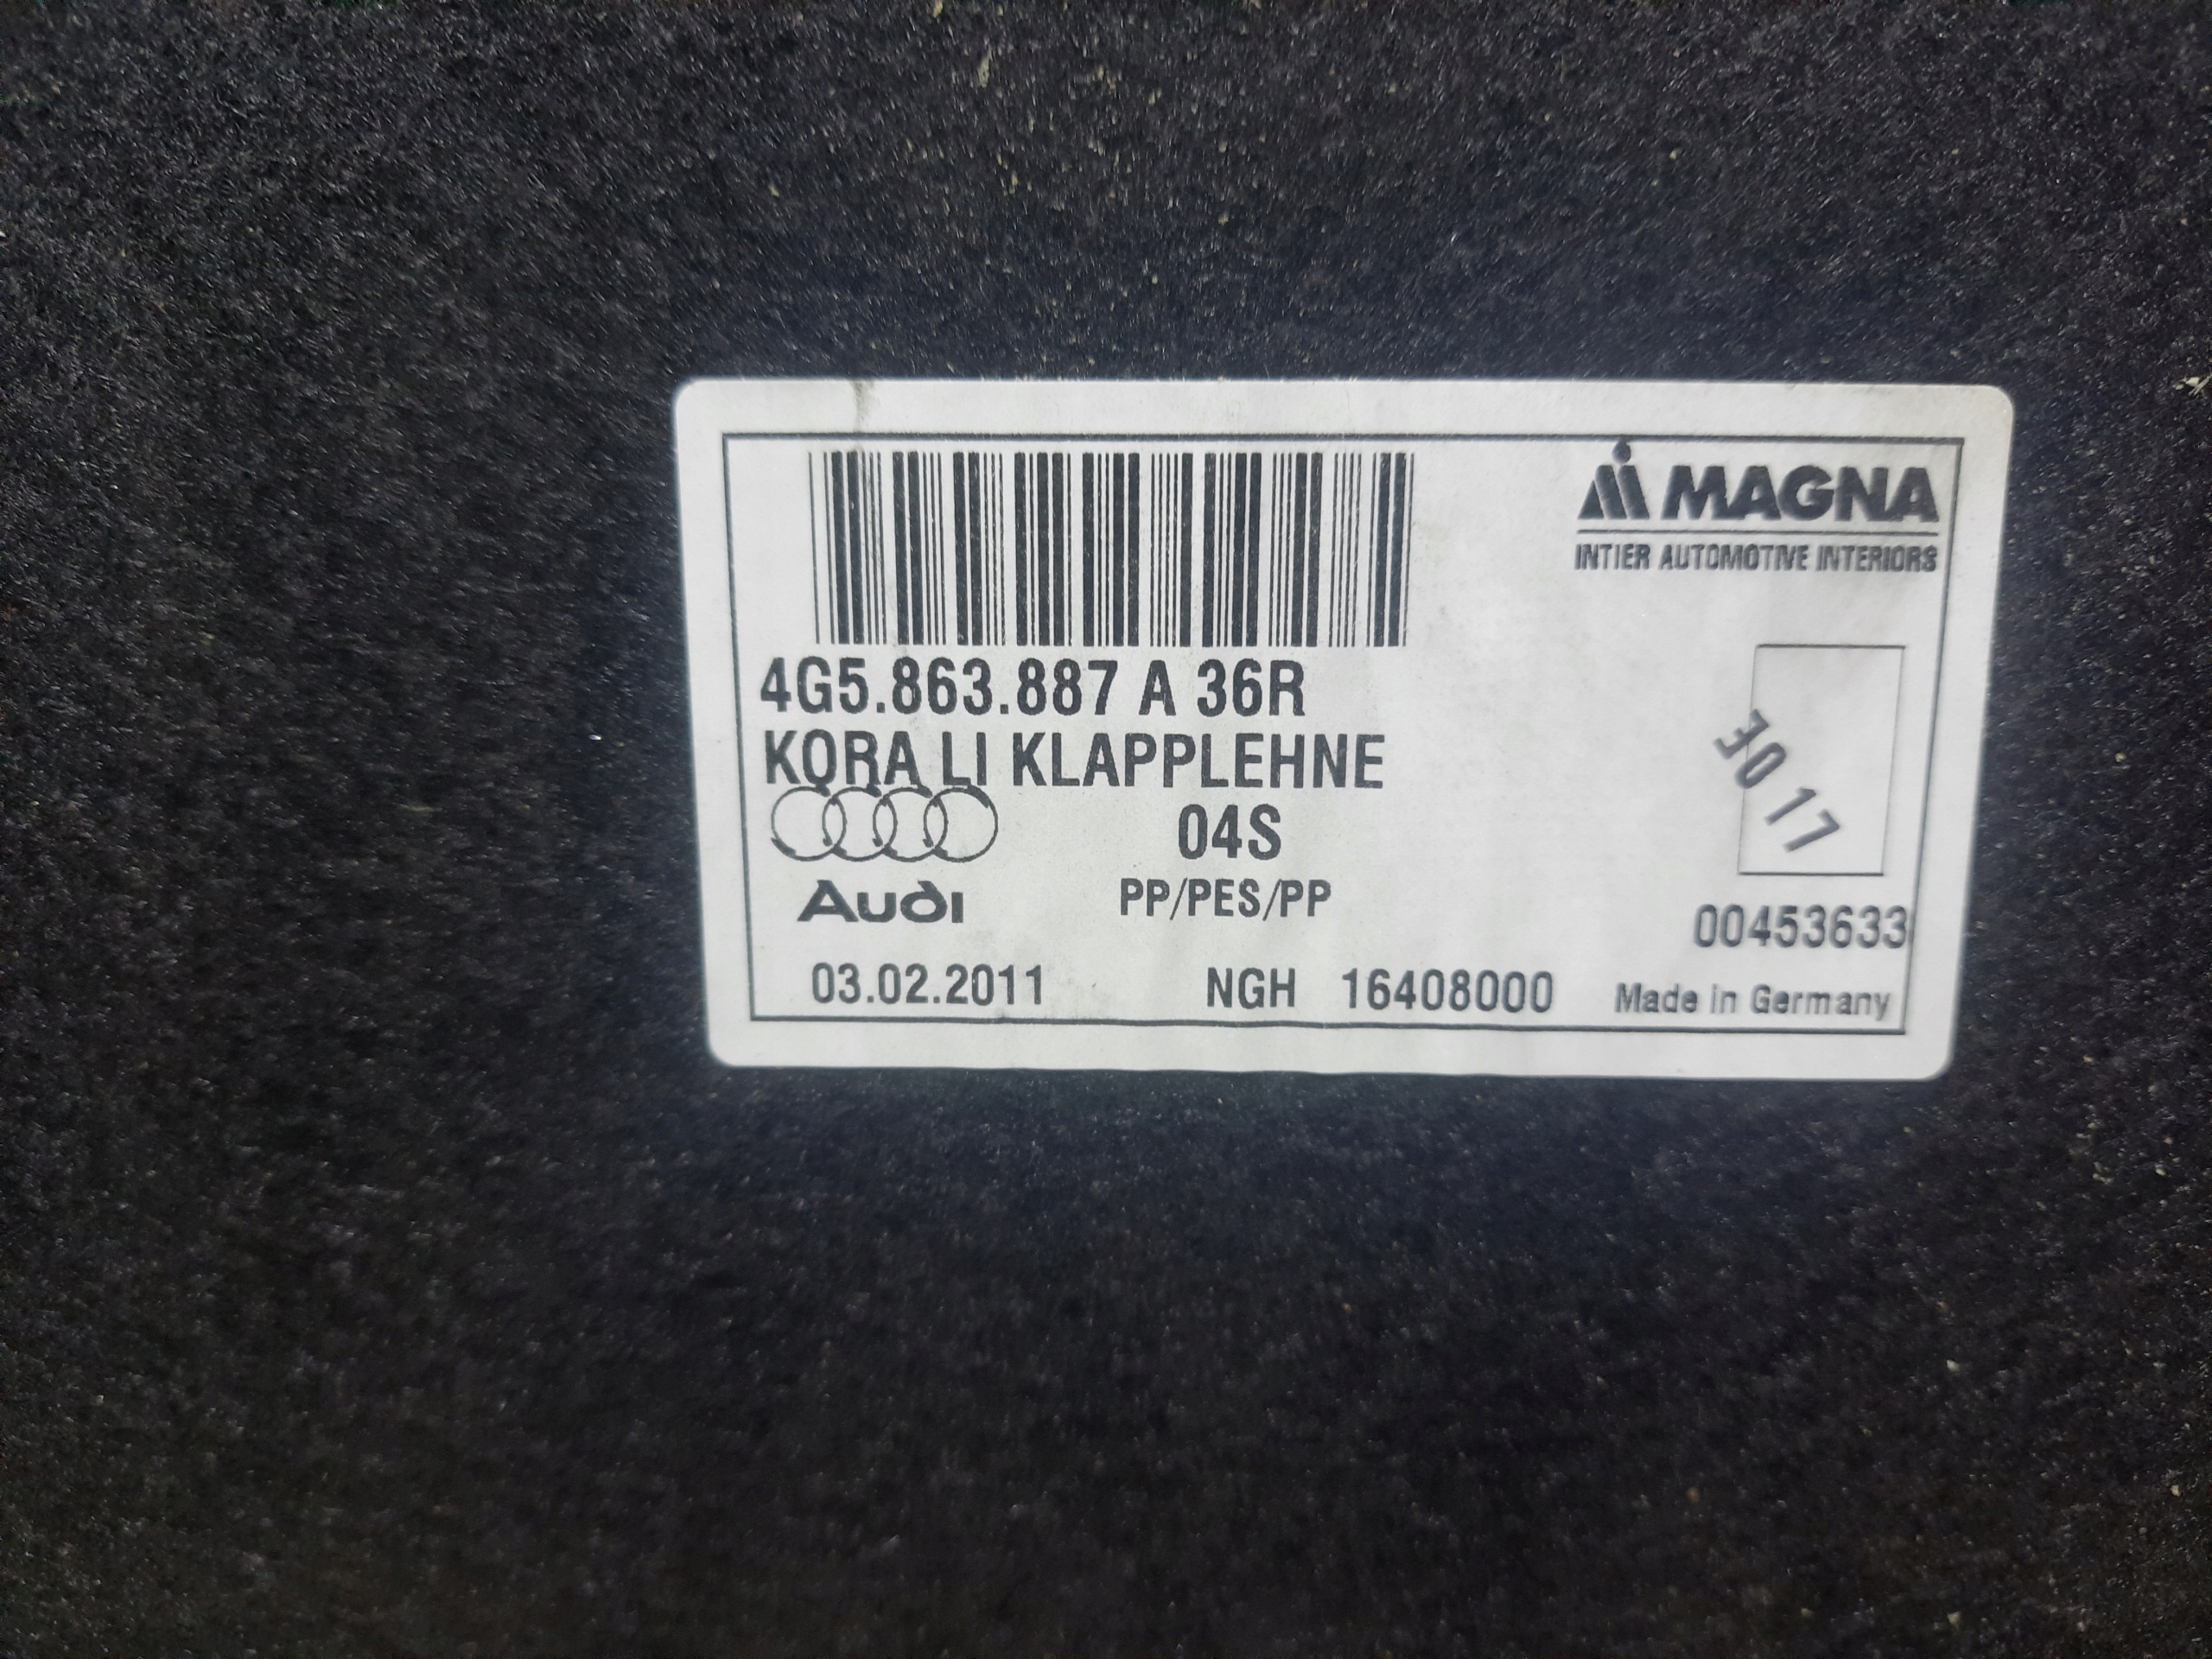 MAGNA
INTIER AUTOMOTIVE INTERIORS
4G5.863.887 A 36R
KORA LI KLAPPLEHNE
04S
Audi
PP/PES/PP
30 17
00453633
03.02.2011 NGH 16408000 Made in Germany